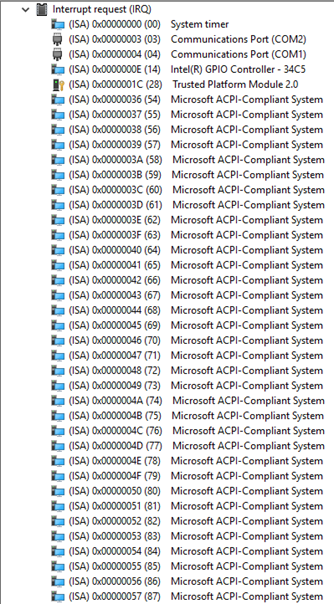 Interrupt request (IRQ)
(ISA) 0x00000000 (00) System timer
(ISA) 0x00000003 (03) Communications Port (COM2)
(ISA) 0x00000004 (04) Communications Port (COM1)
(ISA) 0x0000000E (14) Intel(R) GPIO Controller - 34C5
(ISA) 0x0000001C (28) Trusted Platform Module 2.0
(ISA) 0x00000036 (54) Microsoft ACPI-Compliant System
(ISA) 0x00000037 (55) Microsoft ACPI-Compliant System
(ISA) 0x00000038 (56) Microsoft ACPI-Compliant System
(ISA) 0x00000039 (57) Microsoft ACPI-Compliant System
(ISA) 0x0000003A (58) Microsoft ACPI-Compliant System
(ISA) 0x0000003B (59) Microsoft ACPI-Compliant System
(ISA) 0x0000003C (60) Microsoft ACPI-Compliant System
(ISA) 0x0000003D (61) Microsoft ACPI-Compliant System
(ISA) 0x0000003E (62) Microsoft ACPI-Compliant System
(ISA) 0x0000003F (63) Microsoft ACPI-Compliant System
(ISA) 0x00000040 (64) Microsoft ACPI-Compliant System
(ISA) 0x00000041 (65) Microsoft ACPI-Compliant System
(ISA) 0x00000042 (66) Microsoft ACPI-Compliant System
(ISA) 0x00000043 (67) Microsoft ACPI-Compliant System
(ISA) 0x00000044 (68) Microsoft ACPI-Compliant System
(ISA) 0x00000045 (69) Microsoft ACPI-Compliant System
(ISA) 0x00000046 (70) Microsoft ACPI-Compliant System
(ISA) 0x00000047 (71) Microsoft ACPI-Compliant System
(ISA) 0x00000048 (72) Microsoft ACPI-Compliant System
(ISA) 0x00000049 (73) Microsoft ACPI-Compliant System
(ISA) 0x0000004A (74) Microsoft ACPI-Compliant System
(ISA) 0x0000004B (75) Microsoft ACPI-Compliant System
(ISA) 0x0000004C (76) Microsoft ACPI-Compliant System
(ISA) 0x0000004D (77) Microsoft ACPI-Compliant System
(ISA) 0x0000004E (78) Microsoft ACPI-Compliant System
(ISA) 0x0000004F (79) Microsoft ACPI-Compliant System
(ISA) 0x00000050 (80) Microsoft ACPI-Compliant System
(ISA) 0x00000051 (81) Microsoft ACPI-Compliant System
(ISA) 0x00000052 (82) Microsoft ACPI-Compliant System
(ISA) 0x00000053 (83) Microsoft ACPI-Compliant System
(ISA) 0x00000054 (84) Microsoft ACPI-Compliant System
(ISA) 0x00000055 (85) Microsoft ACPI-Compliant System
(ISA) 0x00000056 (86) Microsoft ACPI-Compliant System
(ISA) 0x00000057 (87) Microsoft ACPI-Compliant System